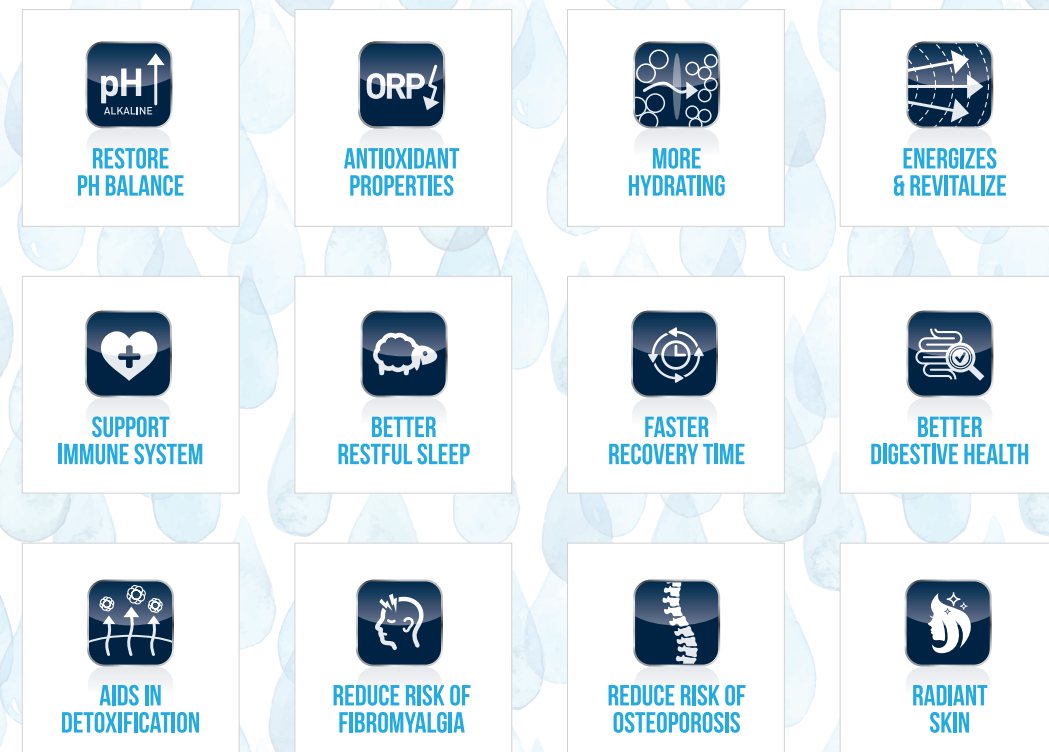 pH
ALKALINE
RESTORE
PH BALANCE
ORP
ANTIOXIDANT
PROPERTIES
MORE
HYDRATING
ENERGIZES
& REVITALIZE
SUPPORT
IMMUNE SYSTEM
BETTER
RESTFUL SLEEP
FASTER
RECOVERY TIME
BETTER
DIGESTIVE HEALTH
AIDS IN
DETOXIFICATION
REDUCE RISK OF
FIBROMYALGIA
REDUCE RISK OF
OSTEOPOROSIS
RADIANT
SKIN